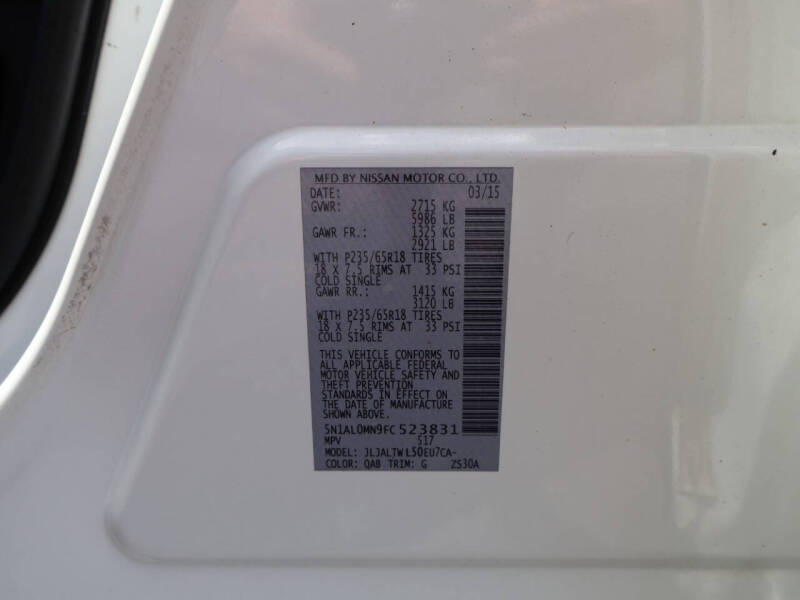 MFD BY NISSAN MOTOR CO., LTD.
DATE: 03/15
GVWR: 2715 KG
5986 LB
GAWR FR.: 1325 KG
2921 LB
WITH P235/65R18 TIRES
18 X 7.5 RIMS AT 33 PSI
COLD SINGLE
GAWR RR.: 1415 KG
3120 LB
WITH P235/65R18 TIRES
18 X 7.5 RIMS AT 33 PSI
COLD SINGLE
THIS VEHICLE CONFORMS TO
ALL APPLICABLE FEDERAL
MOTOR VEHICLE SAFETY AND
THEFT PREVENTION
STANDARDS IN EFFECT ON
THE DATE OF MANUFACTURE
SHOWN ABOVE.
5N1AL0MN9FC523831
MPV 517
MODEL: JLJALTWL50EU7CA-
COLOR: QAB TRIM: G ZS30A